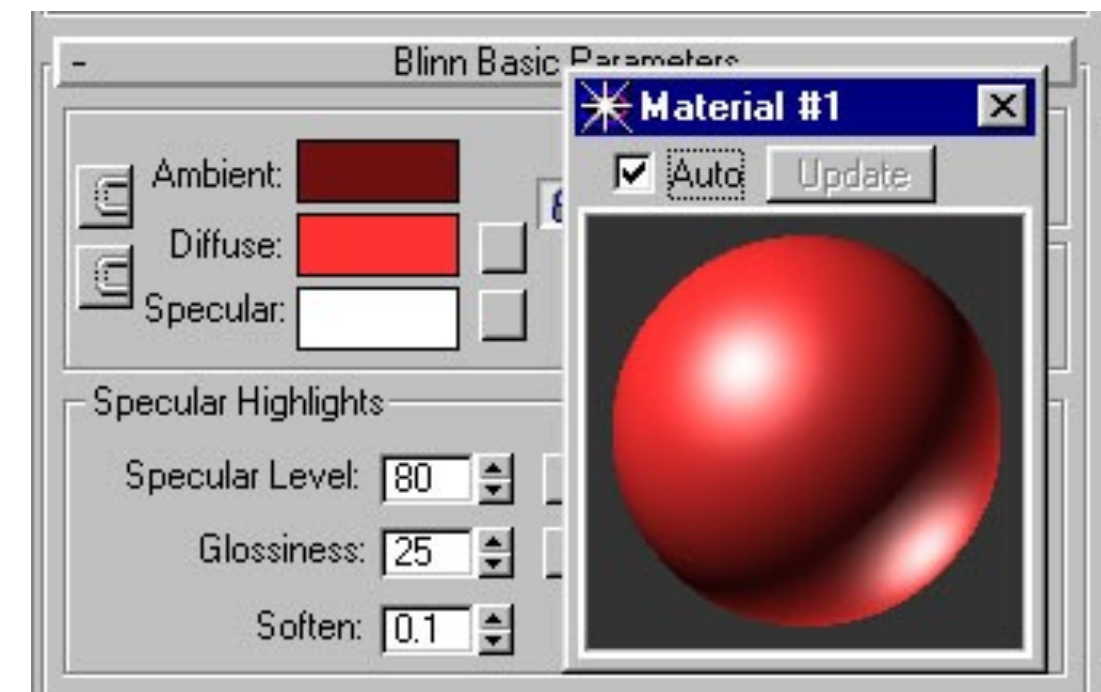 - Blinn Basic Parameters
Material #1
Auto Update
Ambient:
Diffuse:
Specular:
Specular Highlights
Specular Level: 80
Glossiness: 25
Soften: 0.1